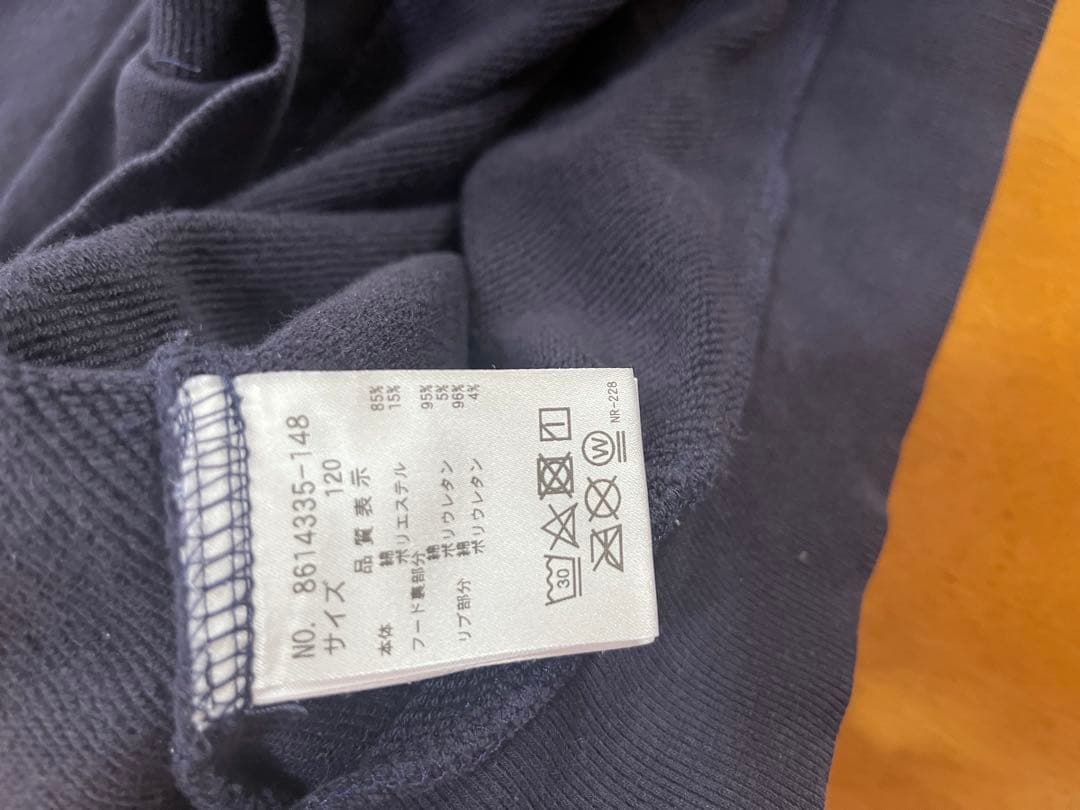 NO. 8614335-148
サイズ 120
品質表示
本体 綿 85%
ポリエステル 15%
フード裏部分 綿 95%
ポリウレタン 5%
リブ部分 綿 96%
ポリウレタン 4%
30
W
NR-228